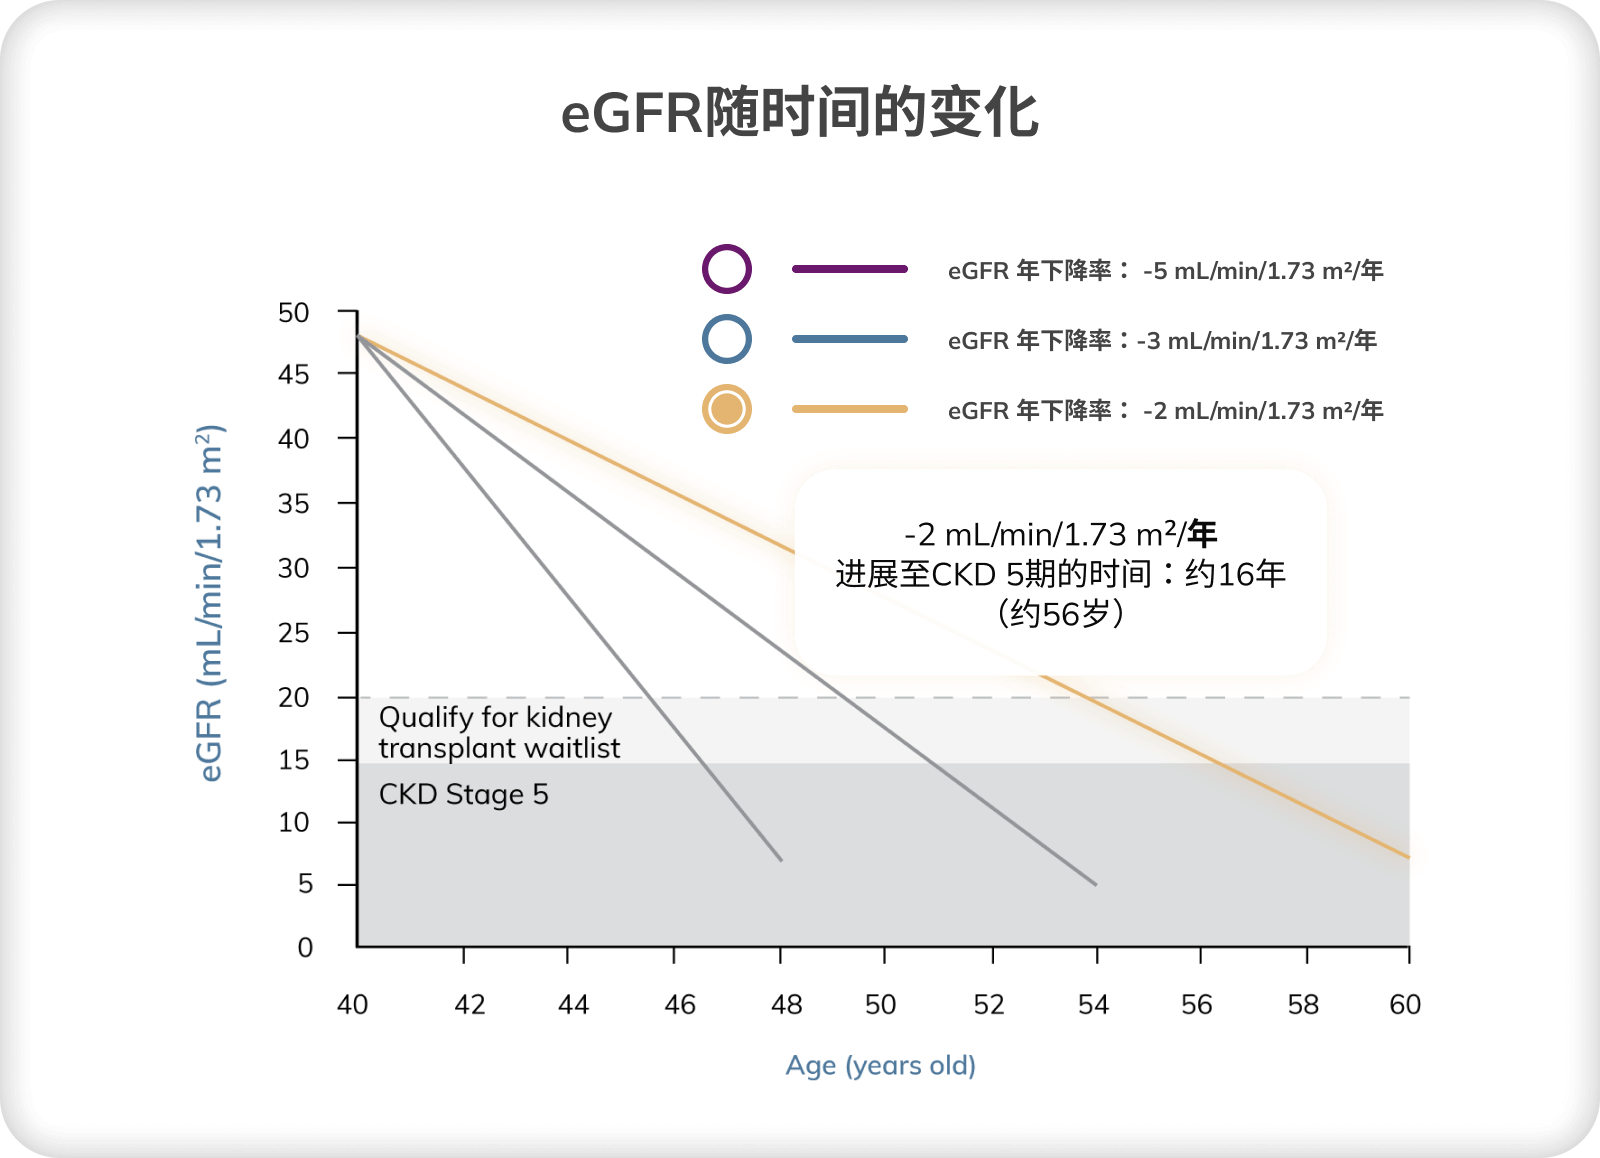 eGFR随时间的变化
eGFR 年下降率： -5 mL/min/1.73 m²/年
eGFR 年下降率：-3 mL/min/1.73 m²/年
eGFR 年下降率： -2 mL/min/1.73 m²/年
eGFR (mL/min/1.73 m²)
50
45
40
35
30
25
20
15
10
5
0
-2 mL/min/1.73 m²/年
进展至CKD 5期的时间：约16年
（约56岁）
Qualify for kidney
transplant waitlist
CKD Stage 5
40 42 44 46 48 50 52 54 56 58 60
Age (years old)